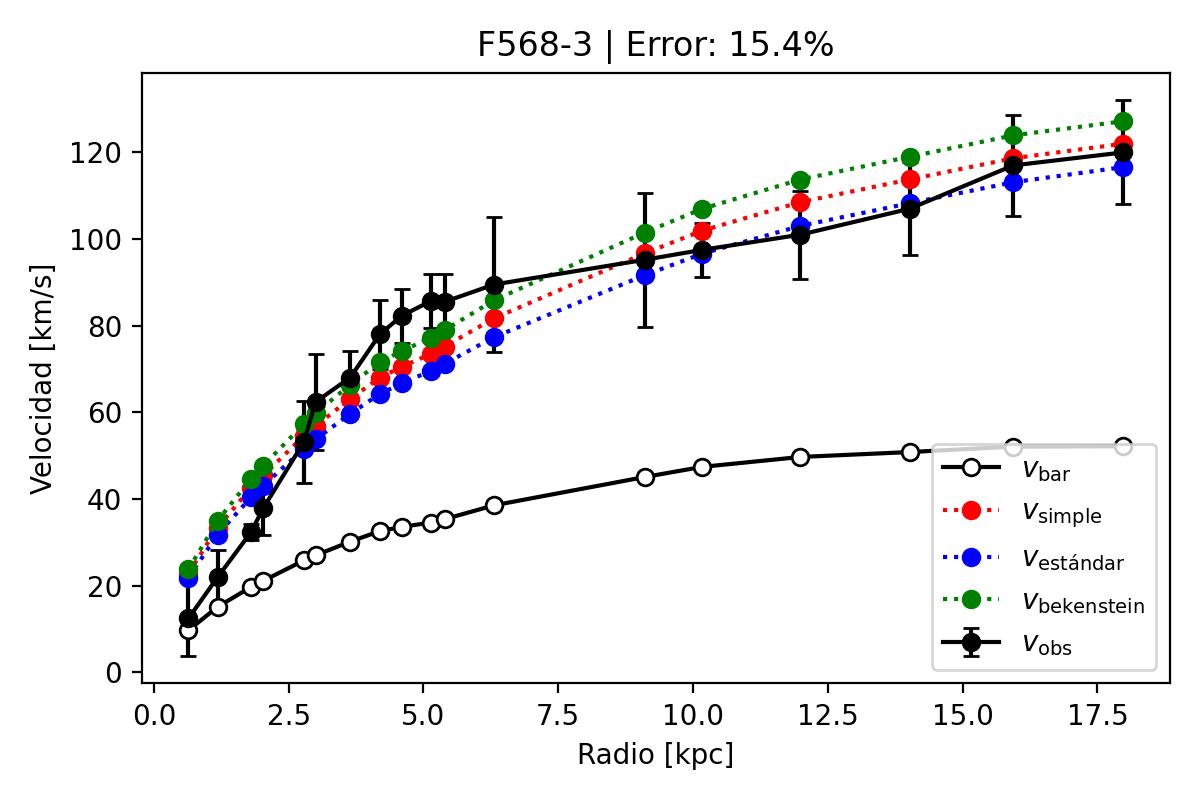 F568-3 | Error: 15.4%
Velocidad [km/s]
120
100
80
60
40
20
0
v_bar
v_simple
v_estándar
v_bekenstein
v_obs
0.0 2.5 5.0 7.5 10.0 12.5 15.0 17.5
Radio [kpc]